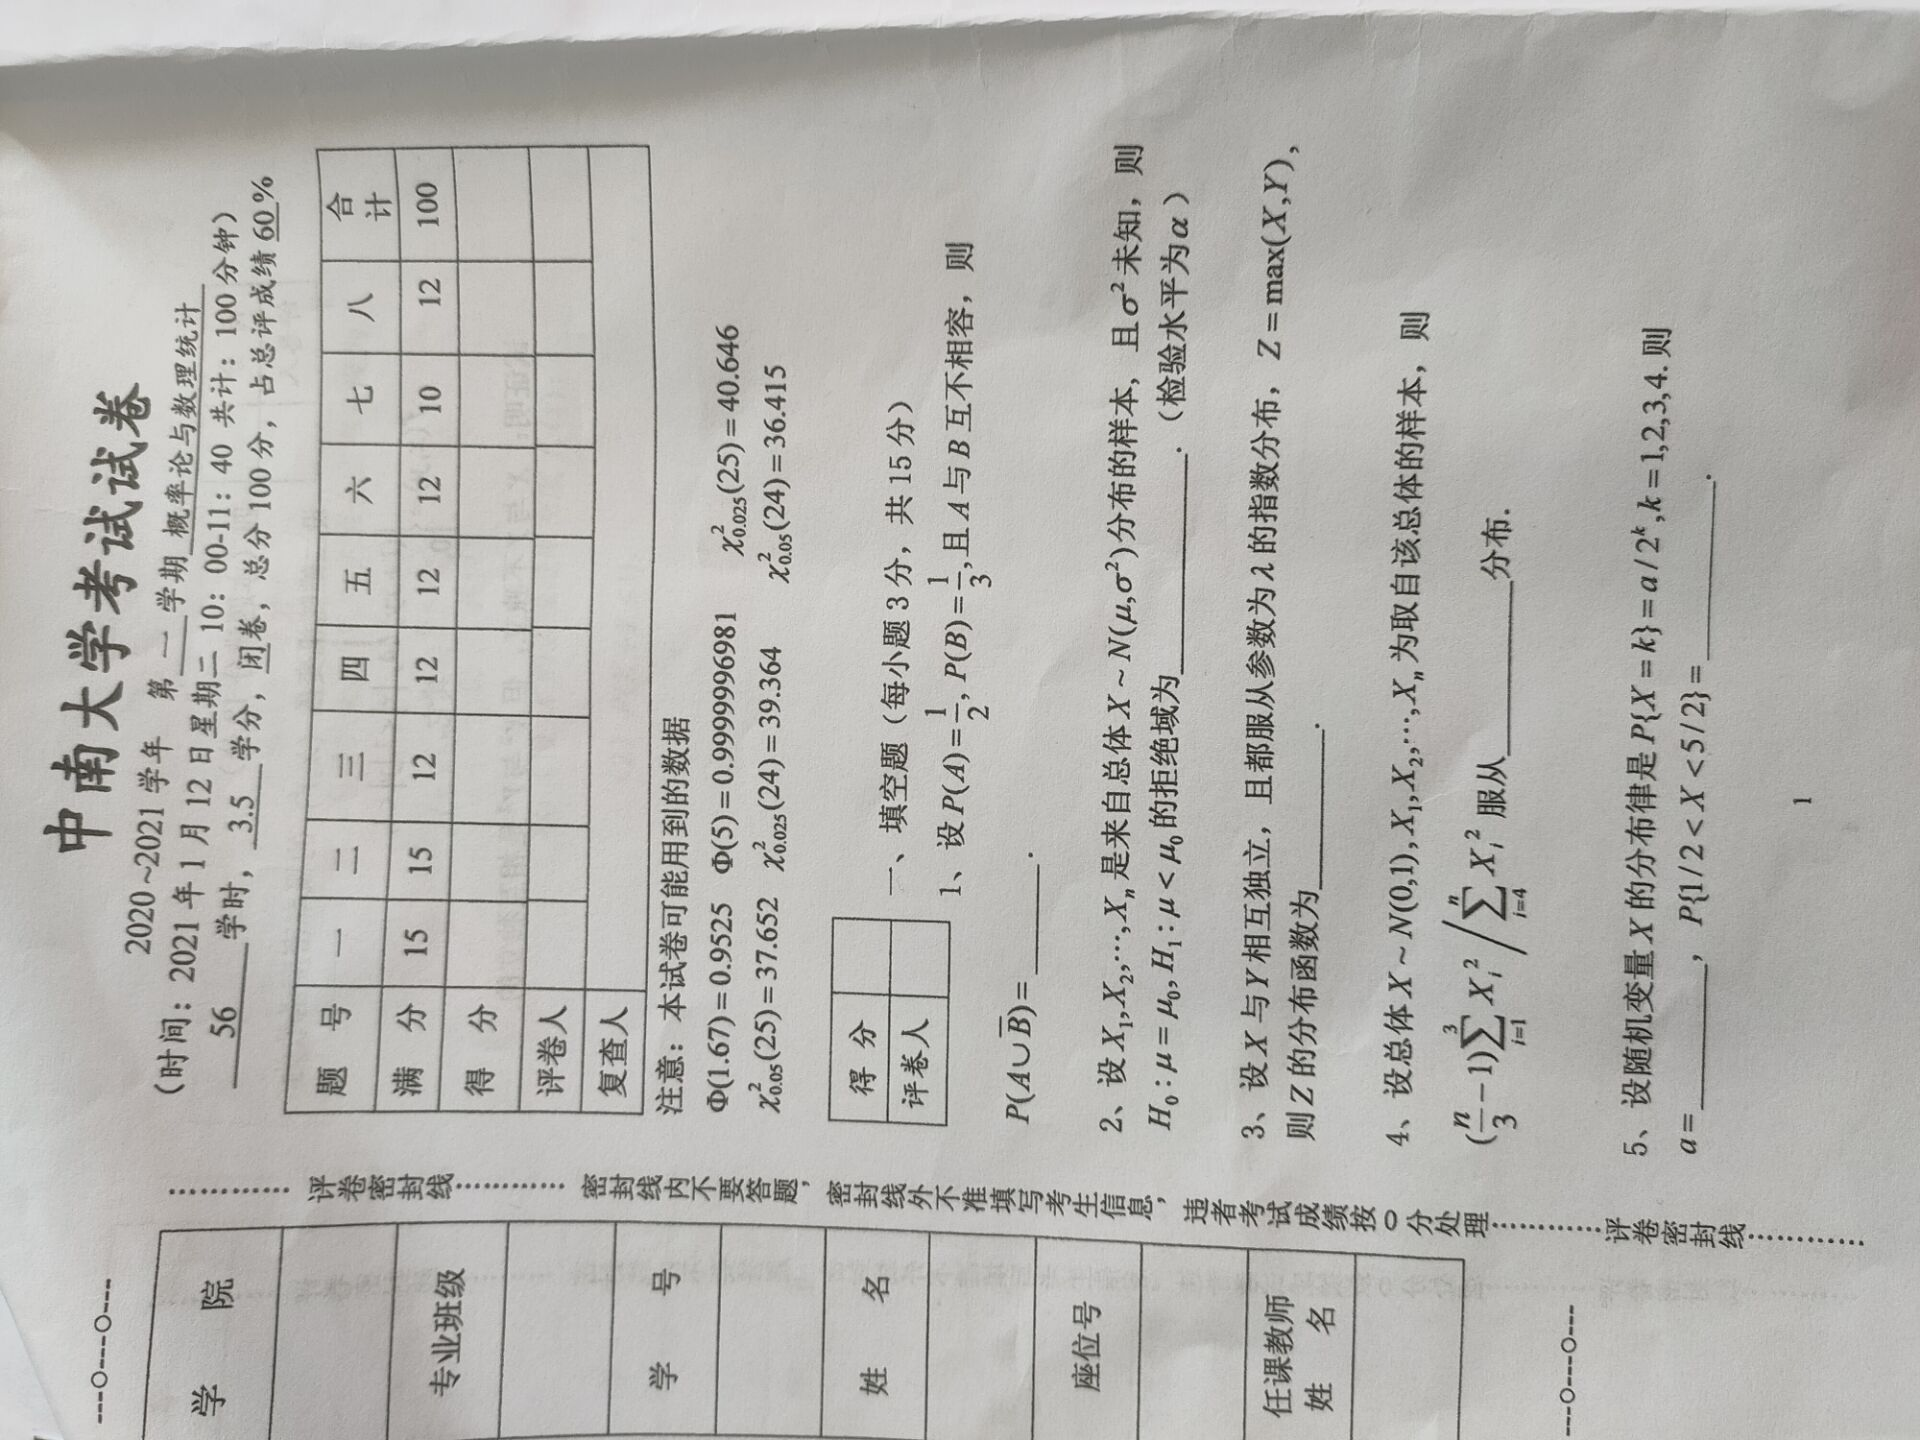 中南大学考试试卷
2020~2021 学年 第 一 学期 概率论与数理统计
(时间：2021 年 1 月 12 日星期二 10：00-11：40 共计：100 分钟)
56 学时， 3.5 学分，闭卷，总分 100 分，占总评成绩 60 %
题 号 一 二 三 四 五 六 七 八 合计
满 分 15 15 12 12 12 12 10 12 100
得 分
评卷人
复查人
注意：本试卷可能用到的数据
Φ(1.67)=0.9525 Φ(5)=0.9999996981 χ²₀.₀₂₅(25)=40.646
χ²₀.₀₅(25)=37.652 χ²₀.₀₂₅(24)=39.364 χ²₀.₀₅(24)=36.415
得 分
评卷人
一、填空题（每小题 3 分，共 15 分）
1、设 P(A)=1/2, P(B)=1/3,且 A 与 B 互不相容，则
P(A∪B̅)=______.
2、设 X₁,X₂,⋯,Xₙ 是来自总体 X ~ N(μ,σ²)分布的样本，且σ² 未知，则
H₀:μ=μ₀,H₁:μ<μ₀ 的拒绝域为______.（检验水平为α）
3、设 X 与 Y 相互独立，且都服从参数为 λ 的指数分布，Z = max(X,Y)，
则 Z 的分布函数为______.
4、设总体 X ~ N(0,1),X₁,X₂,⋯,Xₙ 为取自该总体的样本，则
(n/3 −1)∑_{i=1}^{3} Xᵢ² / ∑_{i=4}^{n} Xᵢ² 服从______分布.
5、设随机变量 X 的分布律是 P{X = k}= a / 2ᵏ,k =1,2,3,4.则
a =______，P{1/2 < X <5/2}=______.
1
---O---O---
学 院
专业班级
学 号
姓 名
座位号
任课教师
姓 名
---O---O---
………… 评卷密封线 ………… 密封线内不要答题，密封线外不准填写考生信息，违者考试成绩按 0 分处理 ………… 评卷密封线 …………